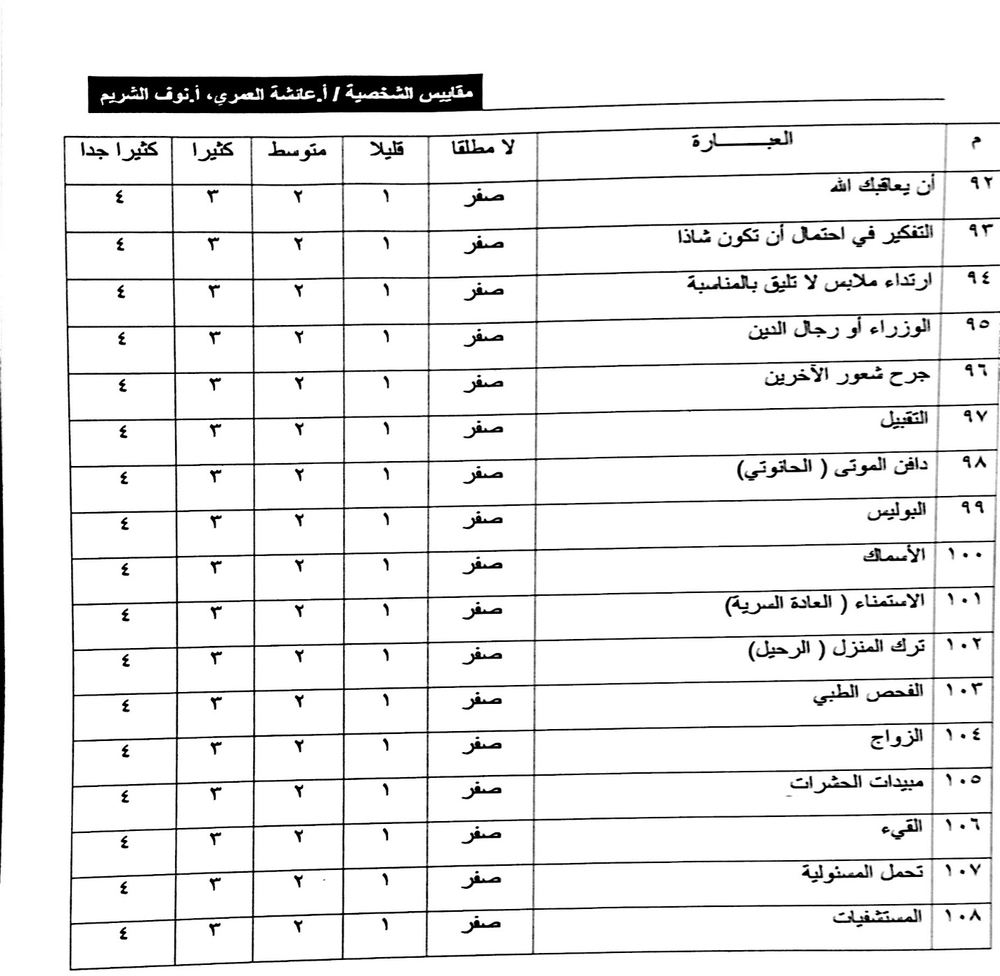 مقاييس الشخصية / أ.عائشة العمري، أ.نوف الشريم
م العبـــــــارة لا مطلقا قليلا متوسط كثيرا كثيرا جدا
٩٢ أن يعاقبك الله صفر ١ ٢ ٣ ٤
٩٣ التفكير في احتمال أن تكون شاذا صفر ١ ٢ ٣ ٤
٩٤ ارتداء ملابس لا تليق بالمناسبة صفر ١ ٢ ٣ ٤
٩٥ الوزراء أو رجال الدين صفر ١ ٢ ٣ ٤
٩٦ جرح شعور الآخرين صفر ١ ٢ ٣ ٤
٩٧ التقبيل صفر ١ ٢ ٣ ٤
٩٨ دافن الموتى ( الحانوتي) صفر ١ ٢ ٣ ٤
٩٩ البوليس صفر ١ ٢ ٣ ٤
١٠٠ الأسماك صفر ١ ٢ ٣ ٤
١٠١ الاستمناء ( العادة السرية) صفر ١ ٢ ٣ ٤
١٠٢ ترك المنزل ( الرحيل) صفر ١ ٢ ٣ ٤
١٠٣ الفحص الطبي صفر ١ ٢ ٣ ٤
١٠٤ الزواج صفر ١ ٢ ٣ ٤
١٠٥ مبيدات الحشرات صفر ١ ٢ ٣ ٤
١٠٦ القيء صفر ١ ٢ ٣ ٤
١٠٧ تحمل المسئولية صفر ١ ٢ ٣ ٤
١٠٨ المستشفيات صفر ١ ٢ ٣ ٤